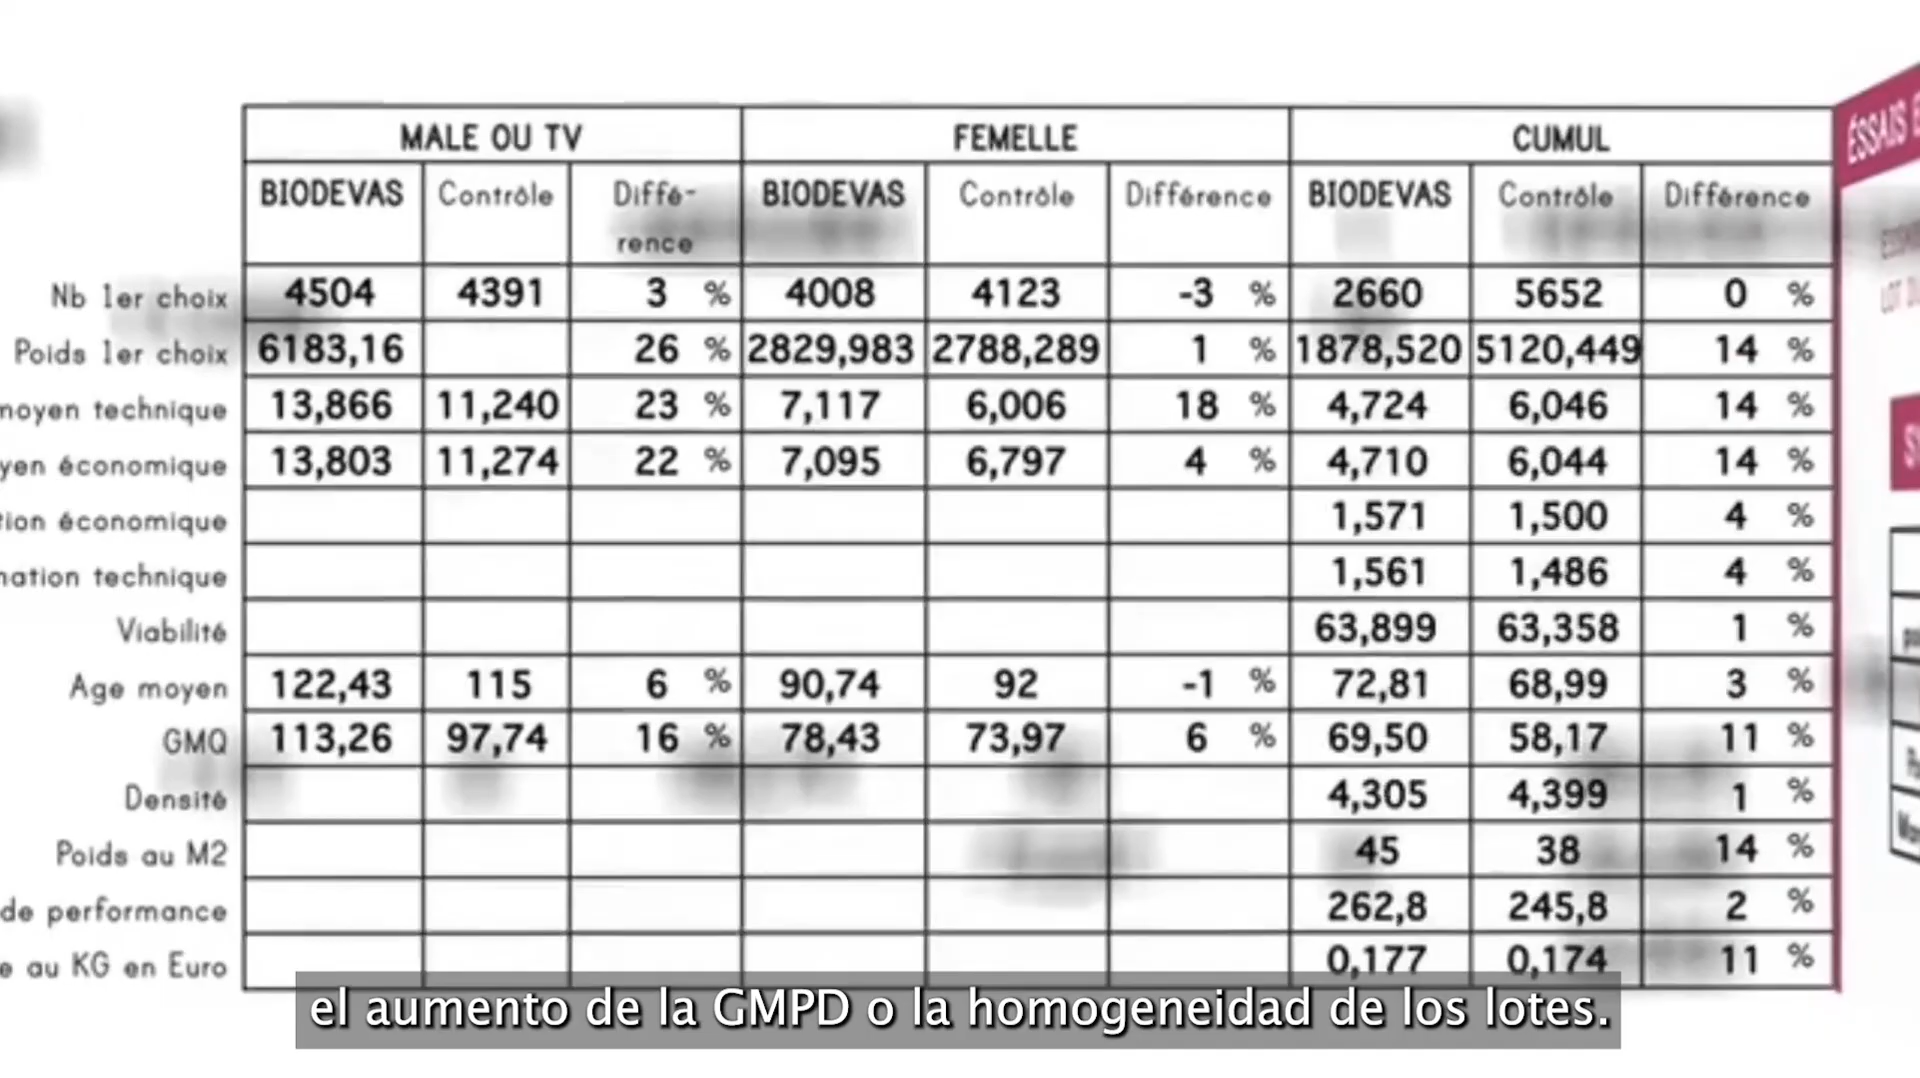 MALE OU TV FEMELLE CUMUL
BIODEVAS Contrôle Diffé-rence BIODEVAS Contrôle Différence BIODEVAS Contrôle Différence
Nb 1er choix 4504 4391 3 % 4008 4123 -3 % 2660 5652 0 %
Poids 1er choix 6183,16 26 % 2829,983 2788,289 1 % 1878,520 5120,449 14 %
moyen technique 13,866 11,240 23 % 7,117 6,006 18 % 4,724 6,046 14 %
yen économique 13,803 11,274 22 % 7,095 6,797 4 % 4,710 6,044 14 %
tion économique 1,571 1,500 4 %
mation technique 1,561 1,486 4 %
Viabilité 63,899 63,358 1 %
Age moyen 122,43 115 6 % 90,74 92 -1 % 72,81 68,99 3 %
GMQ 113,26 97,74 16 % 78,43 73,97 6 % 69,50 58,17 11 %
Densité 4,305 4,399 1 %
Poids au M2 45 38 14 %
de performance 262,8 245,8 2 %
e au KG en Euro 0,177 0,174 11 %
ÉSSAIS
LOT
el aumento de la GMPD o la homogeneidad de los lotes.